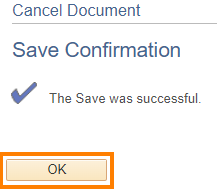 Cancel Document
Save Confirmation
The Save was successful.
OK